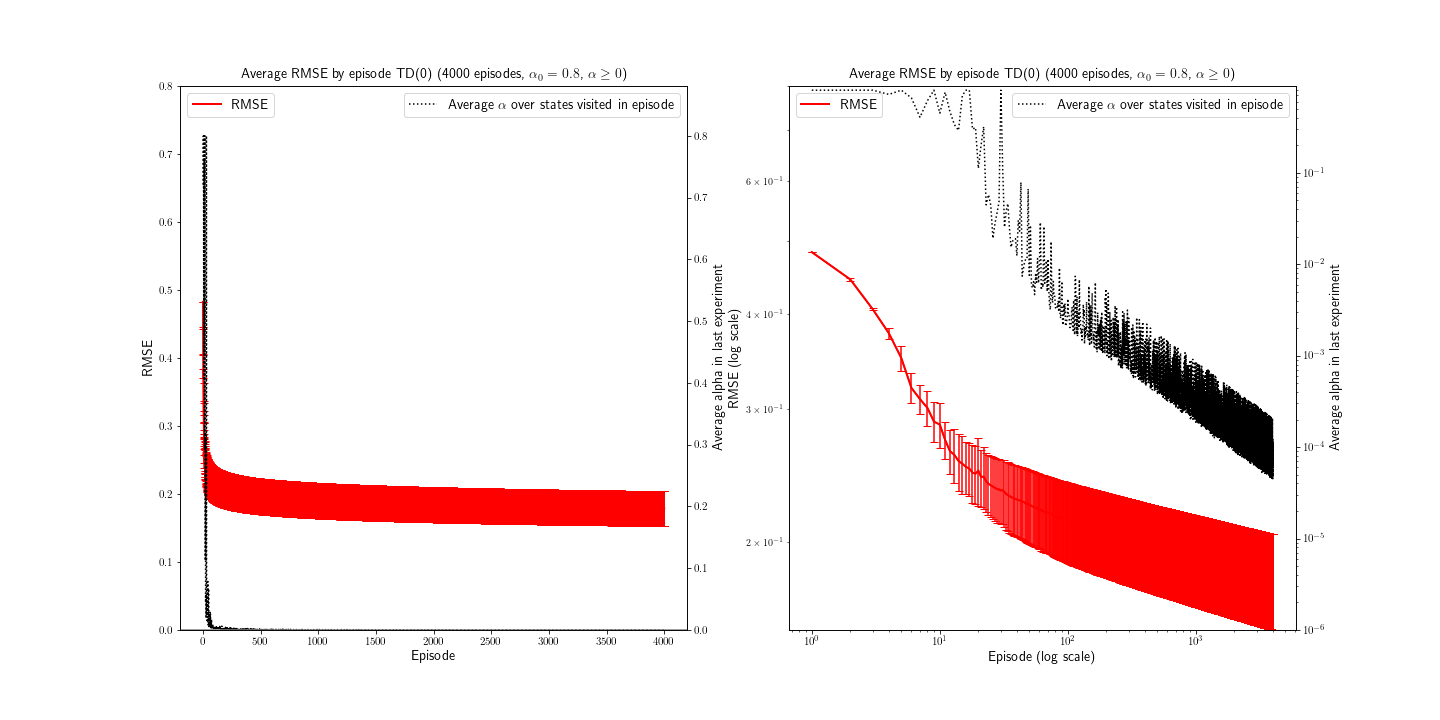 Average RMSE by episode TD(0) (4000 episodes, α₀ = 0.8, α ≥ 0)
RMSE
Average α over states visited in episode
0.8
0.7
0.6
0.5
0.4
0.3
0.2
0.1
0.0
RMSE
0.8
0.7
0.6
0.5
0.4
0.3
0.2
0.1
0.0
Average alpha in last experiment
0
500
1000
1500
2000
2500
3000
3500
4000
Episode
Average RMSE by episode TD(0) (4000 episodes, α₀ = 0.8, α ≥ 0)
RMSE
Average α over states visited in episode
6 × 10⁻¹
4 × 10⁻¹
3 × 10⁻¹
2 × 10⁻¹
RMSE (log scale)
10⁻¹
10⁻²
10⁻³
10⁻⁴
10⁻⁵
10⁻⁶
Average alpha in last experiment
10⁰
10¹
10²
10³
Episode (log scale)